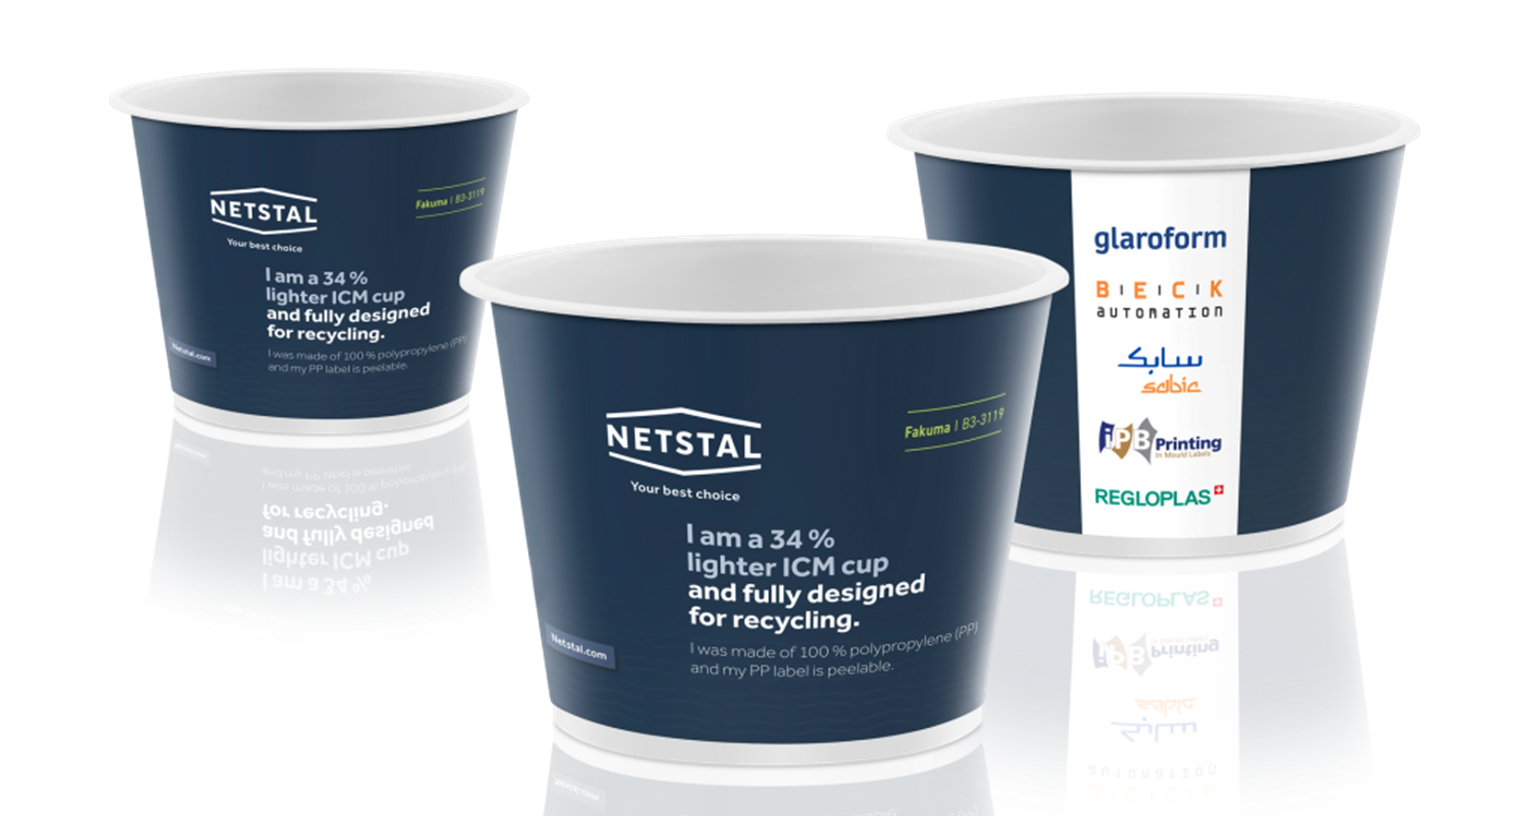 NETSTAL
Your best choice
Fakuma | B3-3119
I am a 34 %
lighter ICM cup
and fully designed
for recycling.
I was made of 100 % polypropylene (PP)
and my PP label is peelable.
Netstal.com
NETSTAL
Your best choice
Fakuma | B3-3119
I am a 34 %
lighter ICM cup
and fully designed
for recycling.
I was made of 100 % polypropylene (PP)
and my PP label is peelable.
Netstal.com
glaroform
BECK
AUTOMATION
سابک
sabic
iPB Printing
In Mould Labels
REGLOPLAS